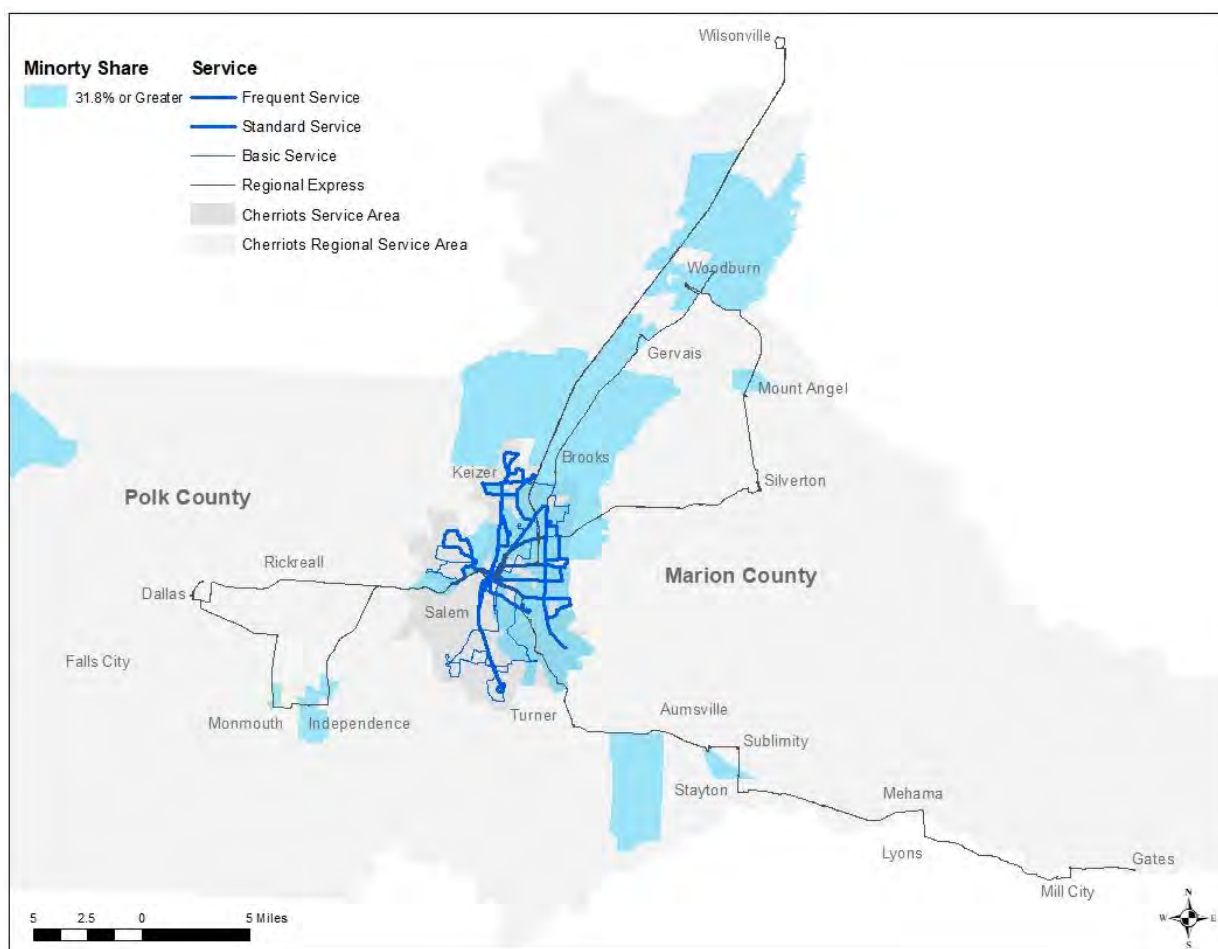 Wilsonville
Minorty Share
31.8% or Greater
Service
Frequent Service
Standard Service
Basic Service
Regional Express
Cherriots Service Area
Cherriots Regional Service Area
Woodburn
Gervais
Mount Angel
Brooks
Keizer
Silverton
Polk County
Rickreall
Marion County
Dallas
Salem
Falls City
Monmouth
Independence
Turner
Aumsville
Sublimity
Stayton
Mehama
Lyons
Gates
Mill City
5 2.5 0 5 Miles
N
W E
S